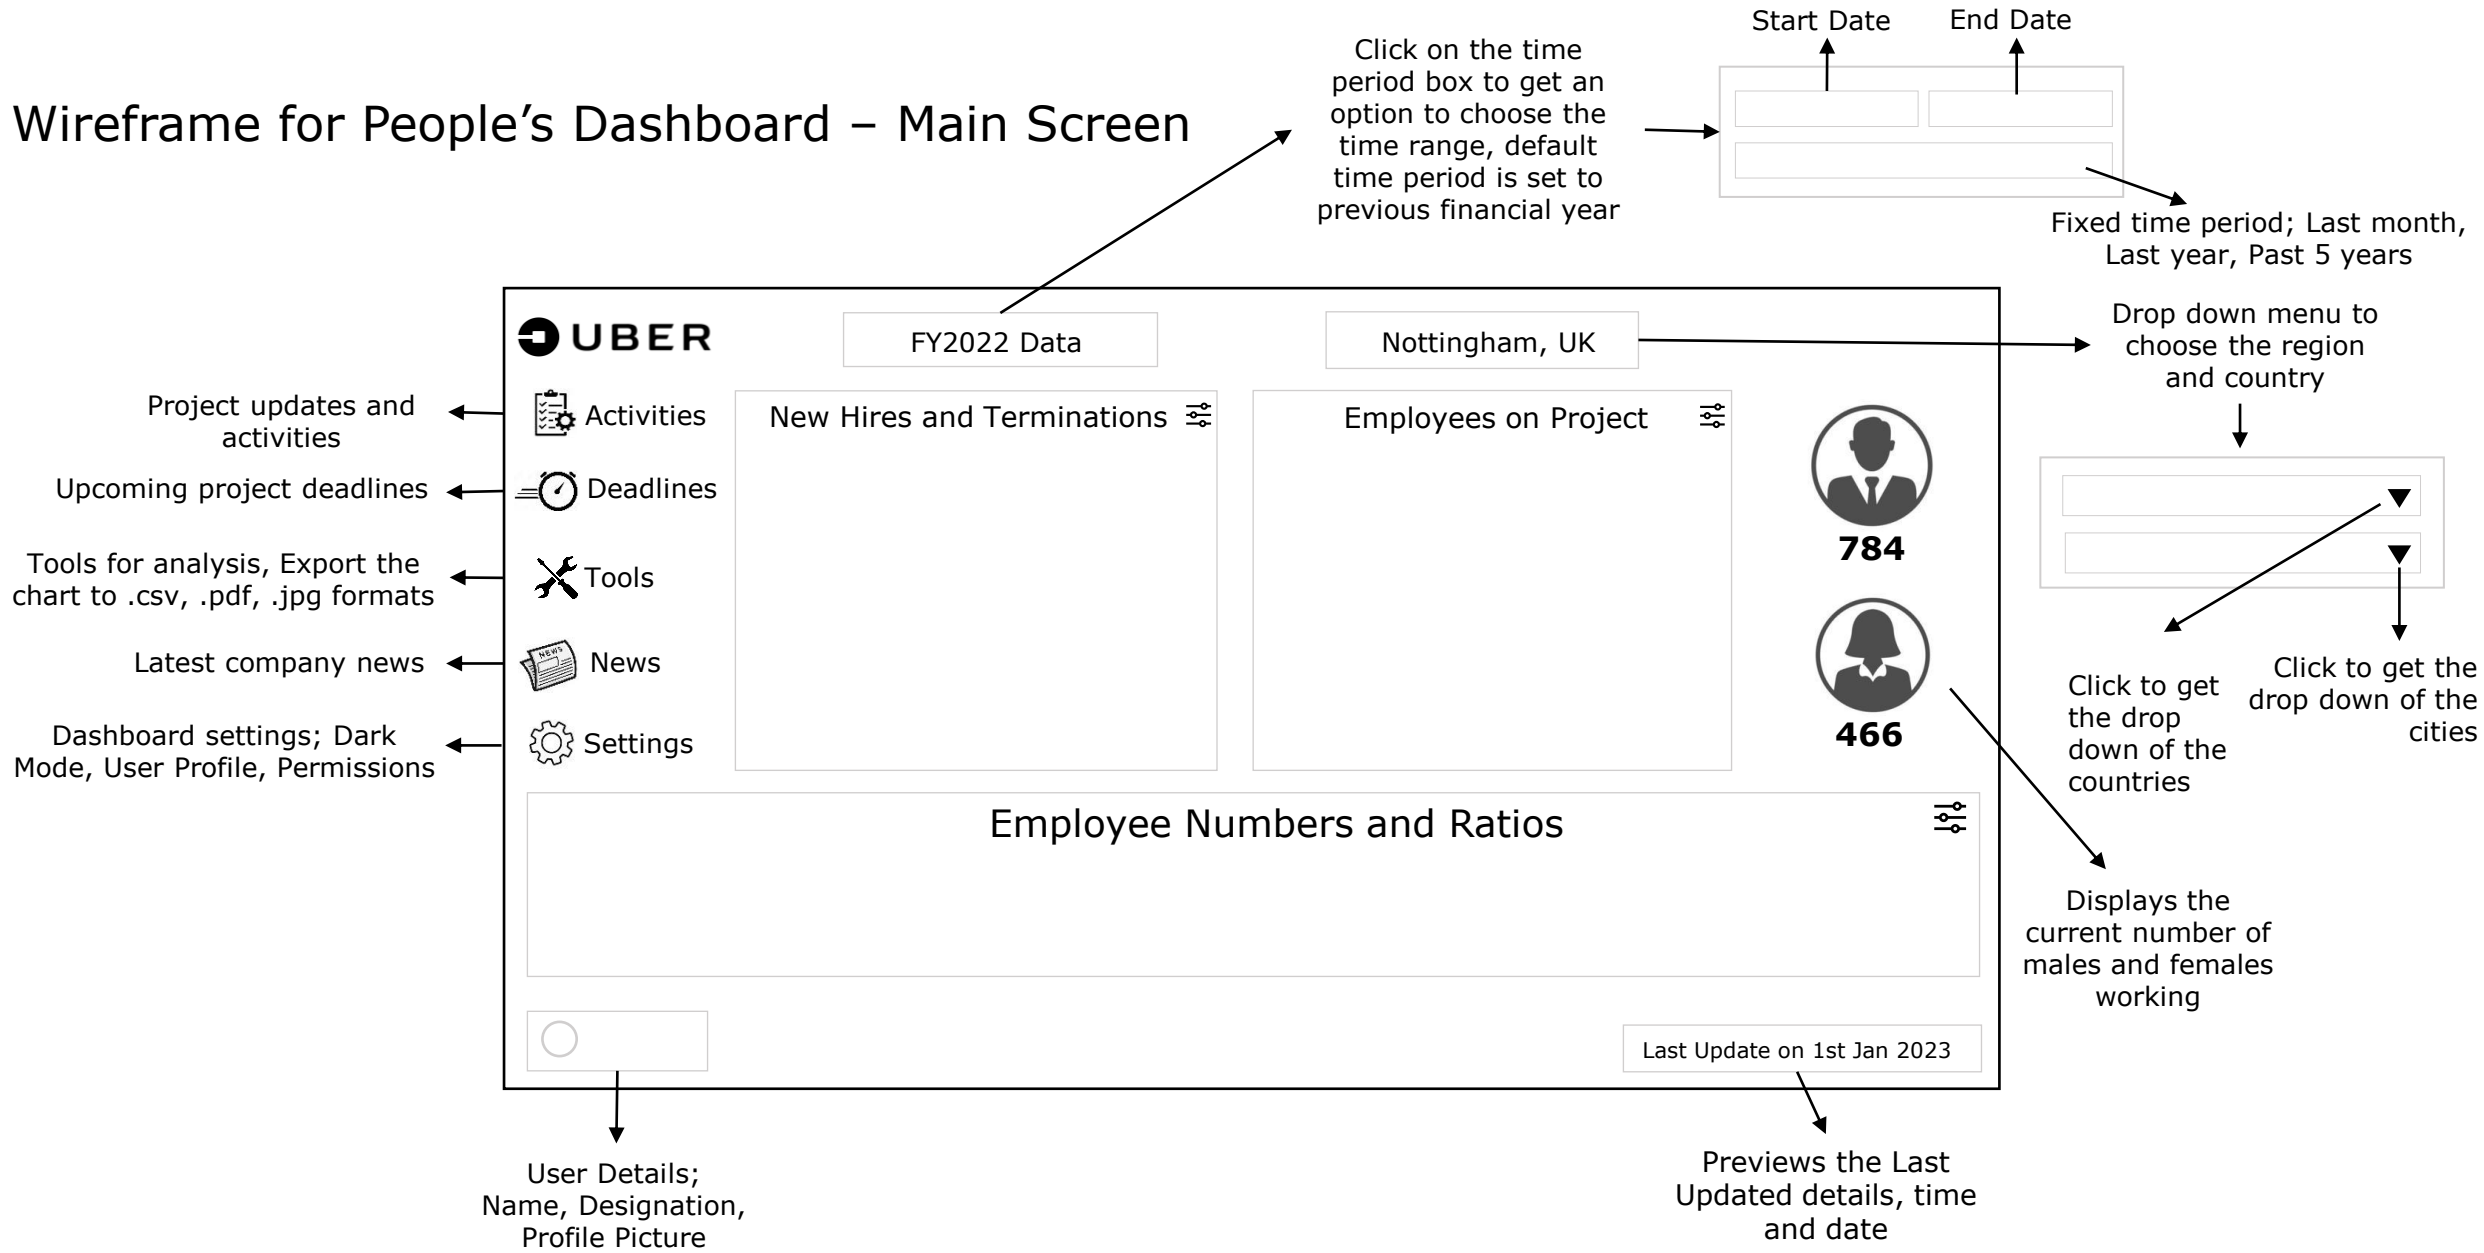 Start Date
End Date
Click on the time
period box to get an
option to choose the
time range, default
time period is set to
previous financial year
Wireframe for People’s Dashboard – Main Screen
Fixed time period; Last month,
Last year, Past 5 years
UBER
FY2022 Data
Nottingham, UK
Drop down menu to
choose the region
and country
Project updates and
activities
Activities
New Hires and Terminations
Employees on Project
Upcoming project deadlines
Deadlines
784
Tools for analysis, Export the
chart to .csv, .pdf, .jpg formats
Tools
Latest company news
NEWS
News
Click to get
the drop
down of the
countries
Click to get the
drop down of the
cities
Dashboard settings; Dark
Mode, User Profile, Permissions
Settings
466
Employee Numbers and Ratios
Displays the
current number of
males and females
working
Last Update on 1st Jan 2023
User Details;
Name, Designation,
Profile Picture
Previews the Last
Updated details, time
and date